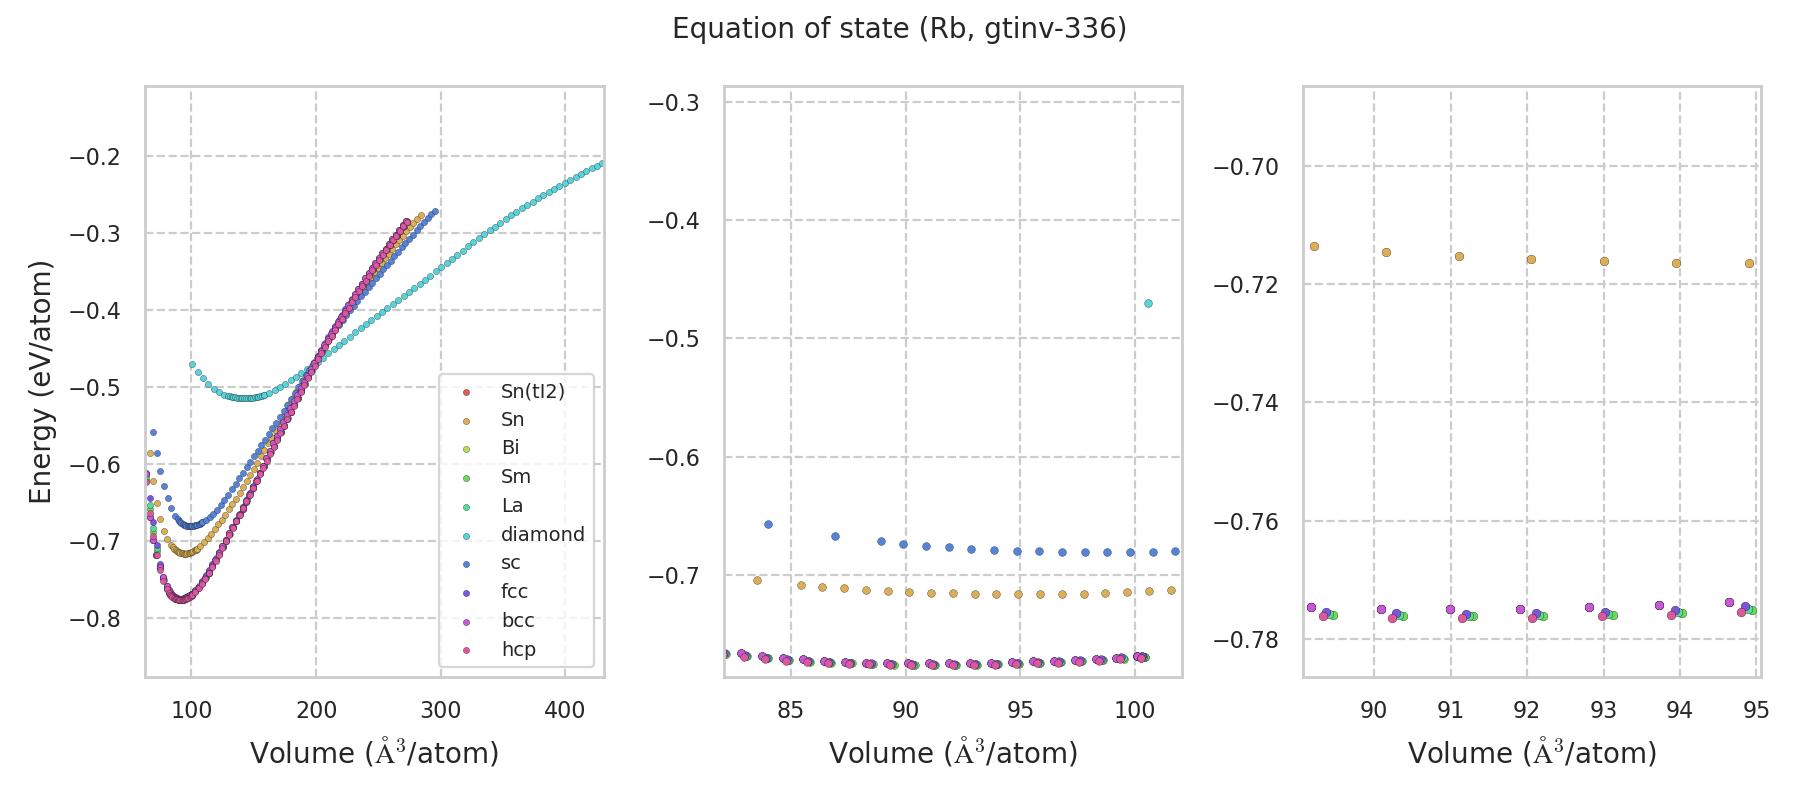 Equation of state (Rb, gtinv-336)
Energy (eV/atom)
−0.2
−0.3
−0.4
−0.5
−0.6
−0.7
−0.8
100 200 300 400
Volume (Å³/atom)
Sn(tI2)
Sn
Bi
Sm
La
diamond
sc
fcc
bcc
hcp
−0.3
−0.4
−0.5
−0.6
−0.7
85 90 95 100
Volume (Å³/atom)
−0.70
−0.72
−0.74
−0.76
−0.78
90 91 92 93 94 95
Volume (Å³/atom)